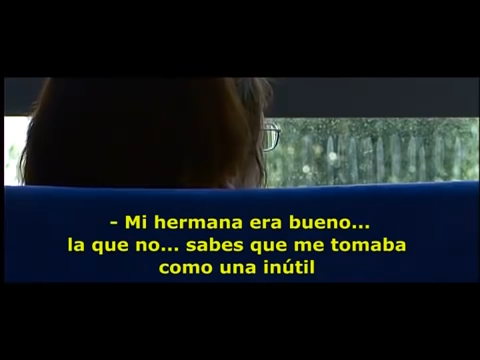 - Mi hermana era bueno...
la que no... sabes que me tomaba
como una inútil